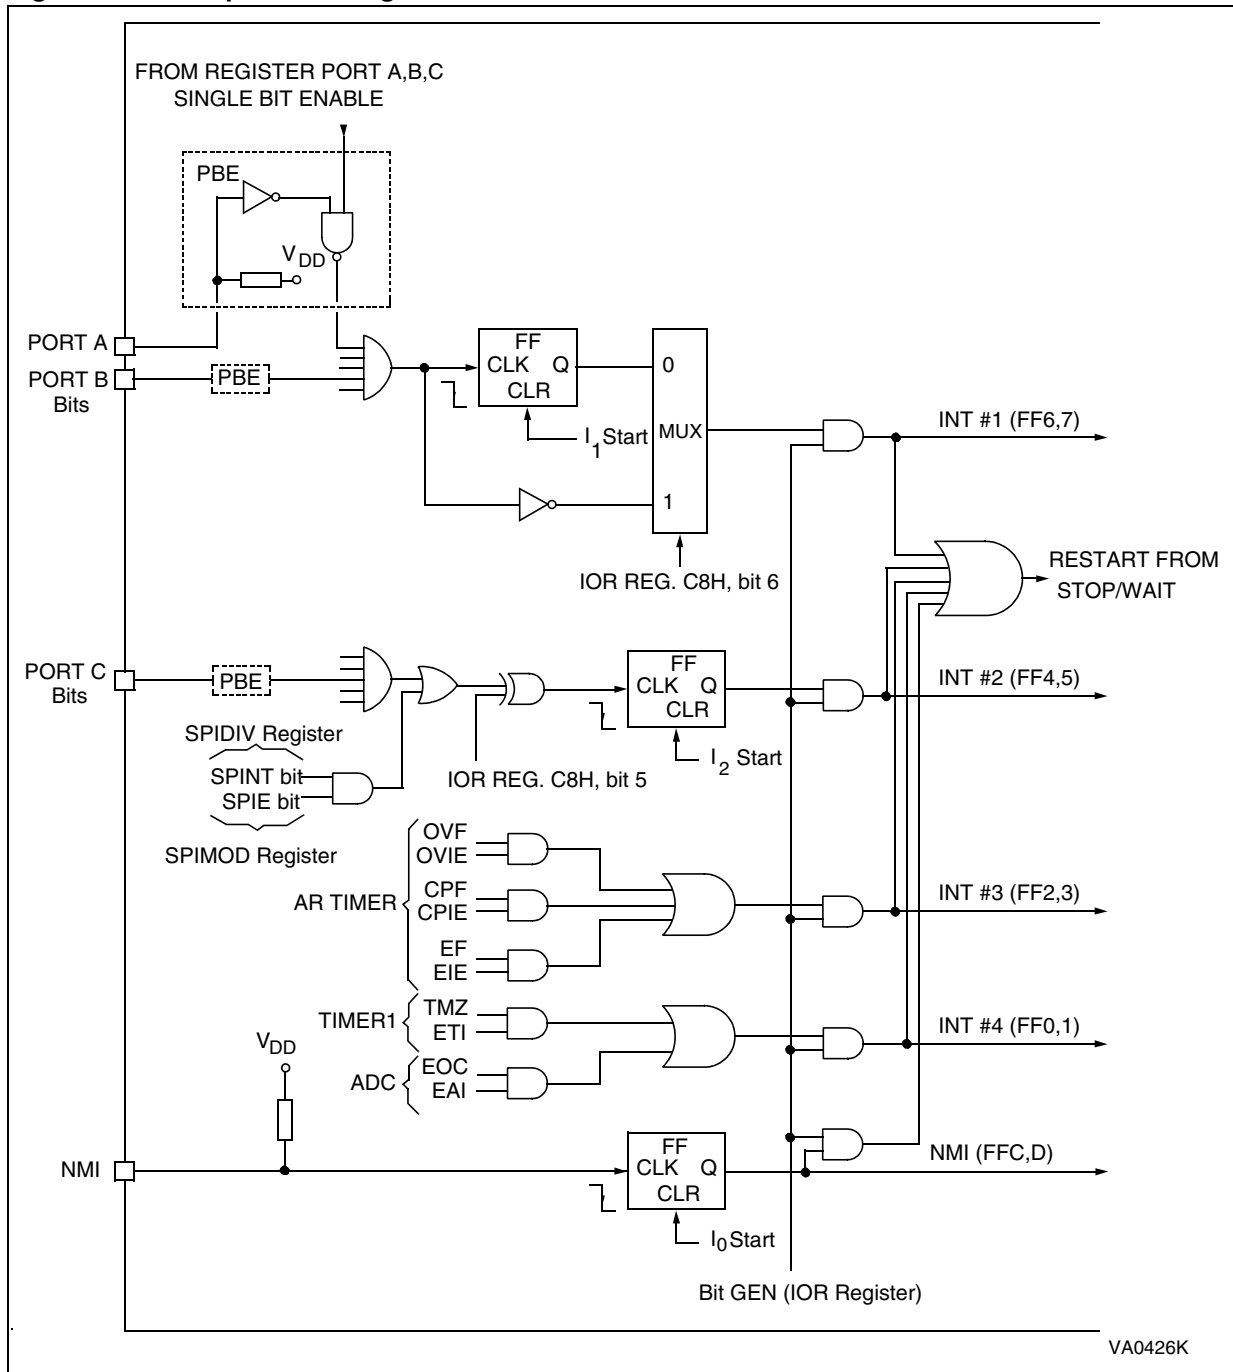 FROM REGISTER PORT A,B,C
SINGLE BIT ENABLE
PBE
VDD
PORT A
PORT B
Bits
PBE
FF
CLK Q
CLR
I1 Start
0
MUX
1
IOR REG. C8H, bit 6
INT #1 (FF6,7)
RESTART FROM
STOP/WAIT
PORT C
Bits
PBE
FF
CLK Q
CLR
I2 Start
INT #2 (FF4,5)
SPIDIV Register
SPINT bit
SPIE bit
SPIMOD Register
IOR REG. C8H, bit 5
AR TIMER
OVF
OVIE
CPF
CPIE
EF
EIE
INT #3 (FF2,3)
TIMER1
TMZ
ETI
INT #4 (FF0,1)
ADC
EOC
EAI
VDD
NMI
FF
CLK Q
CLR
I0 Start
NMI (FFC,D)
Bit GEN (IOR Register)
VA0426K